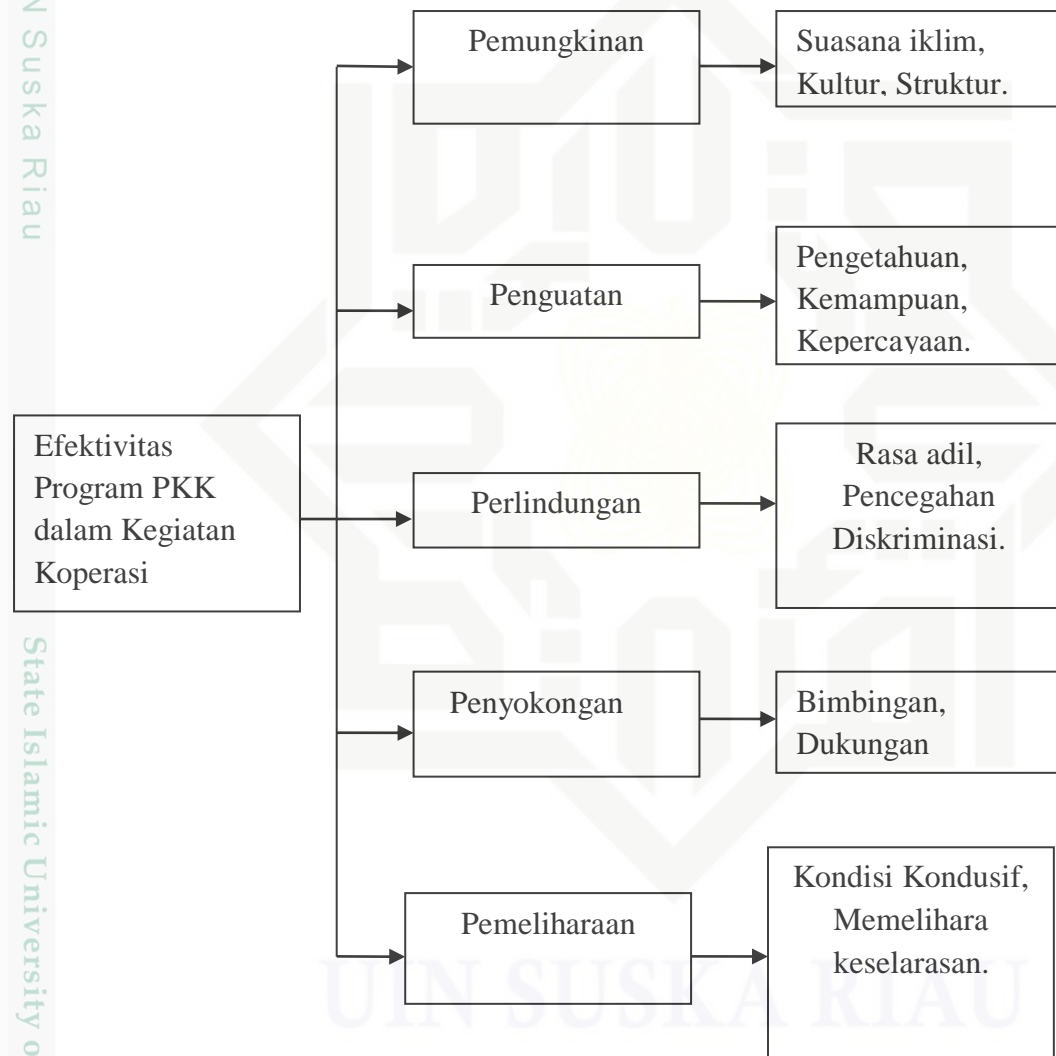 N Suska Riau
State Islamic University o
Pemungkinan
Suasana iklim,
Kultur, Struktur.
Penguatan
Pengetahuan,
Kemampuan,
Kepercayaan.
Efektivitas
Program PKK
dalam Kegiatan
Koperasi
Perlindungan
Rasa adil,
Pencegahan
Diskriminasi.
Penyokongan
Bimbingan,
Dukungan
Pemeliharaan
Kondisi Kondusif,
Memelihara
keselarasan.
UIN SUSKA RIAU